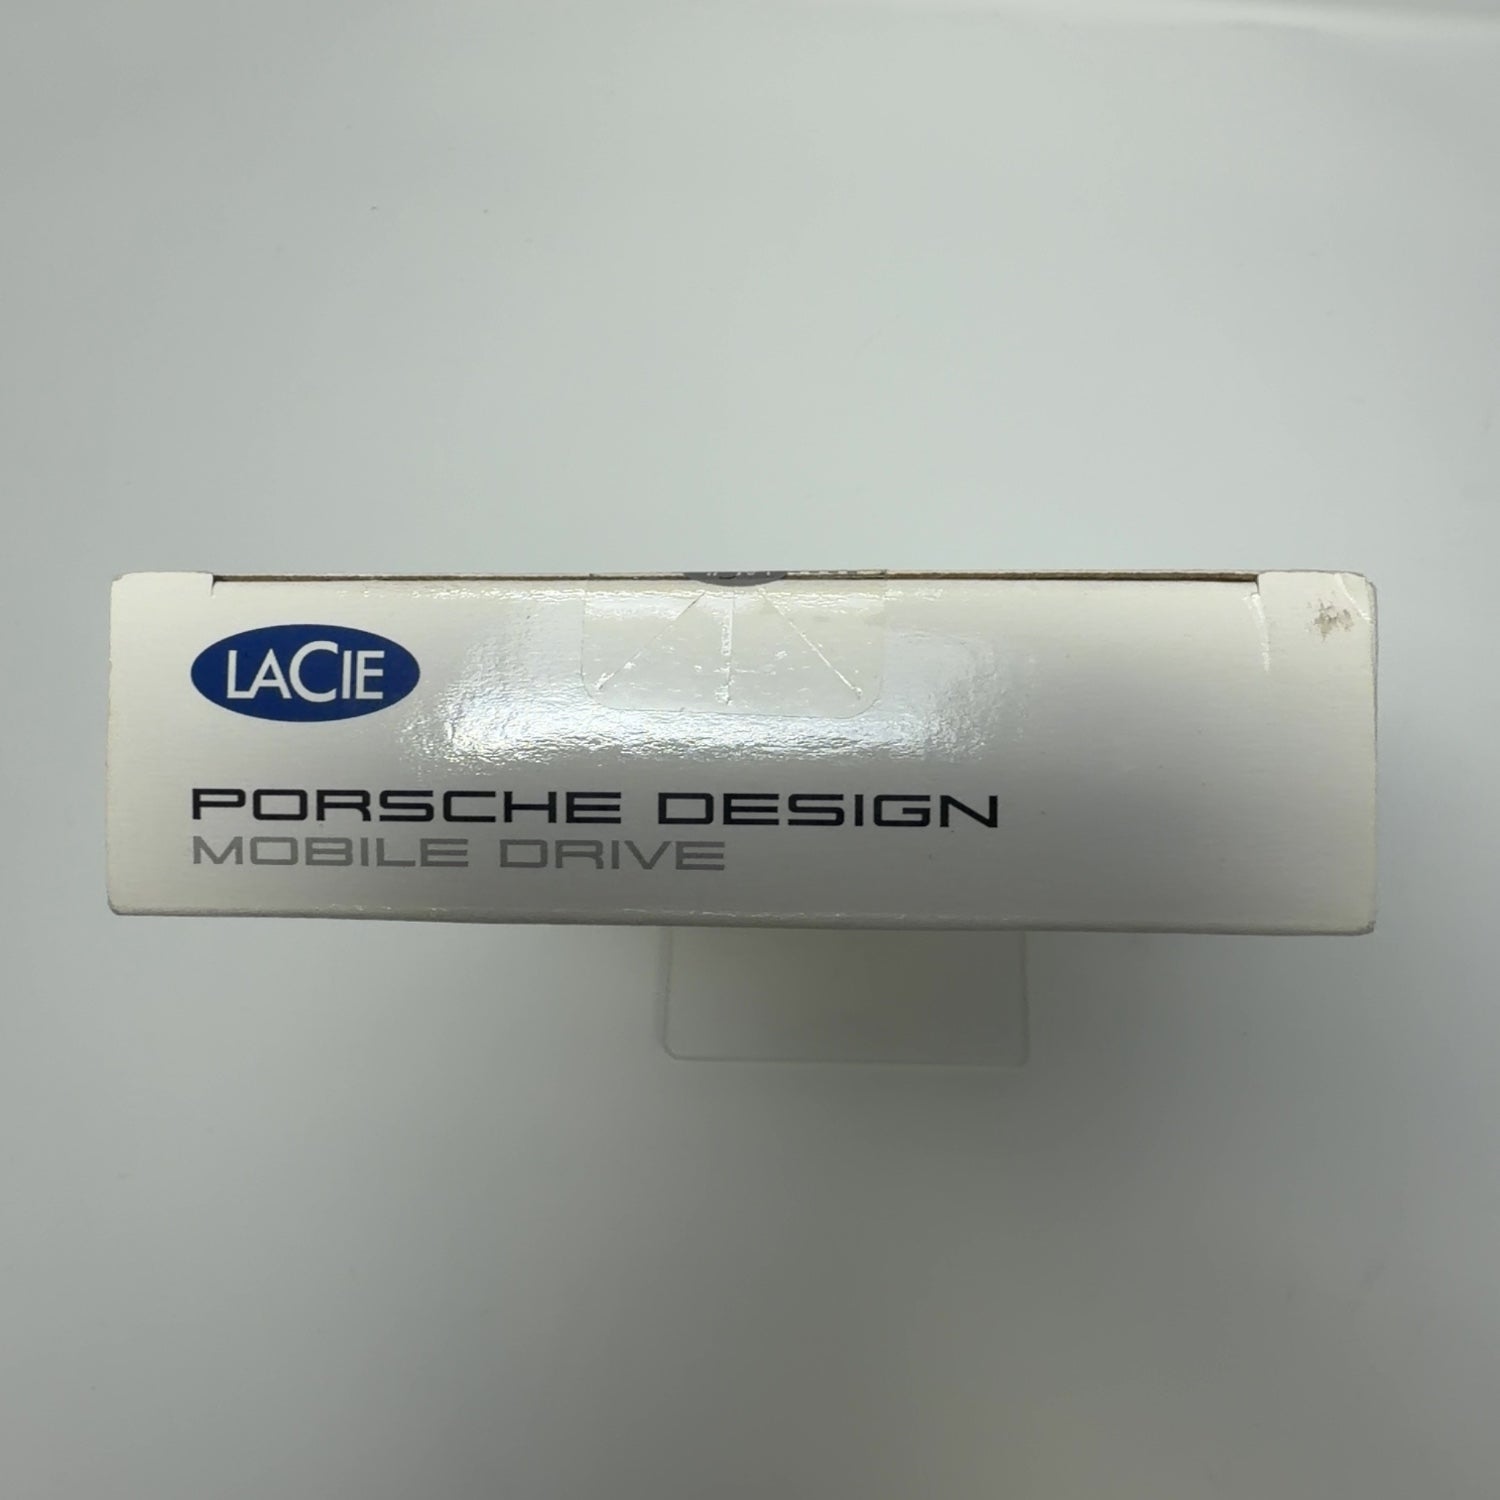 LACIE
PORSCHE DESIGN
MOBILE DRIVE